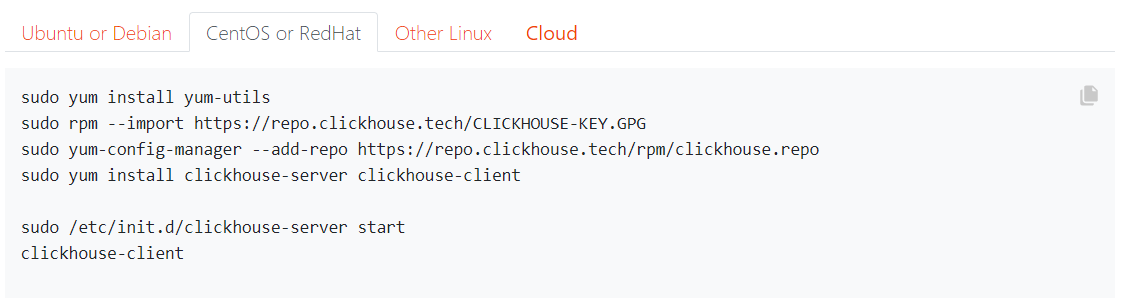 Ubuntu or Debian CentOS or RedHat Other Linux Cloud
sudo yum install yum-utils
sudo rpm --import https://repo.clickhouse.tech/CLICKHOUSE-KEY.GPG
sudo yum-config-manager --add-repo https://repo.clickhouse.tech/rpm/clickhouse.repo
sudo yum install clickhouse-server clickhouse-client
sudo /etc/init.d/clickhouse-server start
clickhouse-client